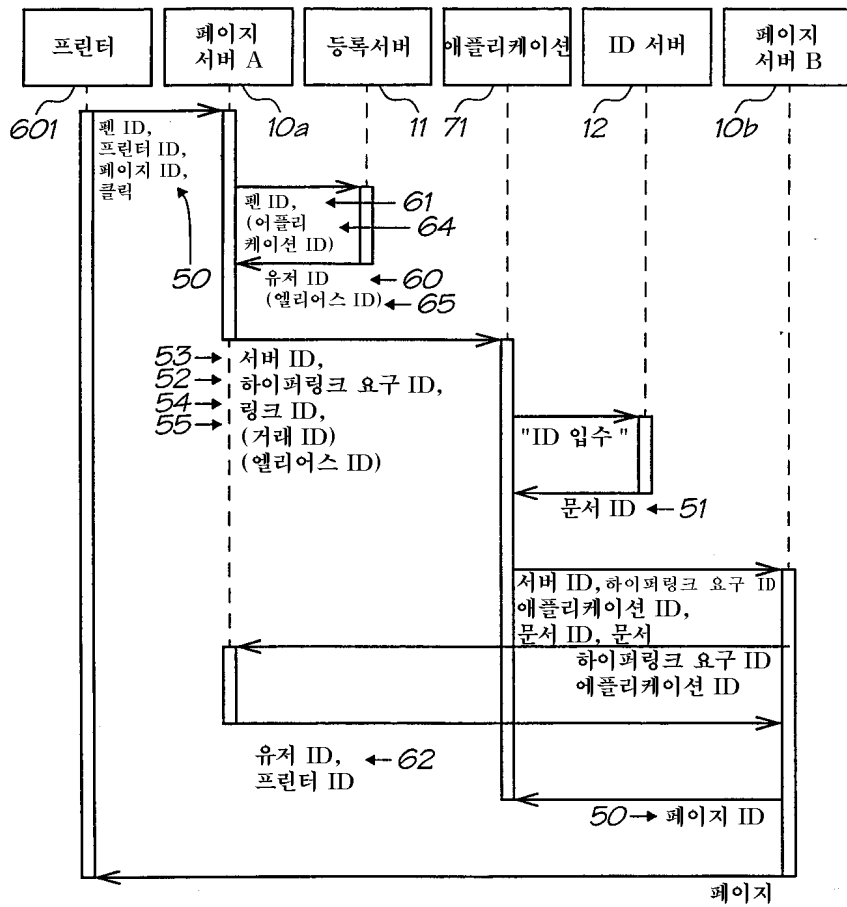 프린터
페이지
서버 A
등록서버
애플리케이션
ID 서버
페이지
서버 B
601
10a
11
71
12
10b
펜 ID,
프린터 ID,
페이지 ID,
클릭
50
펜 ID,
(어플리
케이션 ID)
61
64
유저 ID
(엘리어스 ID)
60
65
53
52
54
55
서버 ID,
하이퍼링크 요구 ID,
링크 ID,
(거래 ID)
(엘리어스 ID)
"ID 입수"
문서 ID
51
서버 ID, 하이퍼링크 요구 ID
애플리케이션 ID,
문서 ID, 문서
하이퍼링크 요구 ID
에플리케이션 ID
유저 ID,
프린터 ID
62
50
페이지 ID
페이지